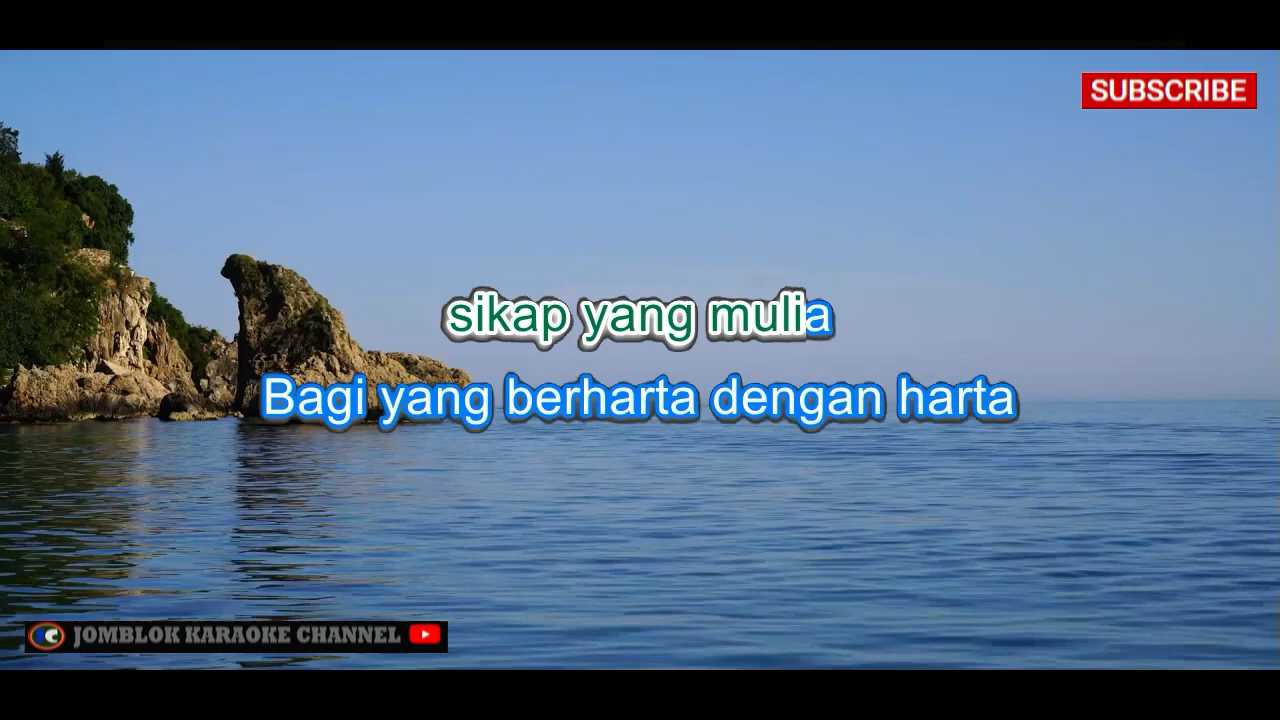 SUBSCRIBE
sikap yang mulia
Bagi yang berharta dengan harta
JOMBLOK KARAOKE CHANNEL